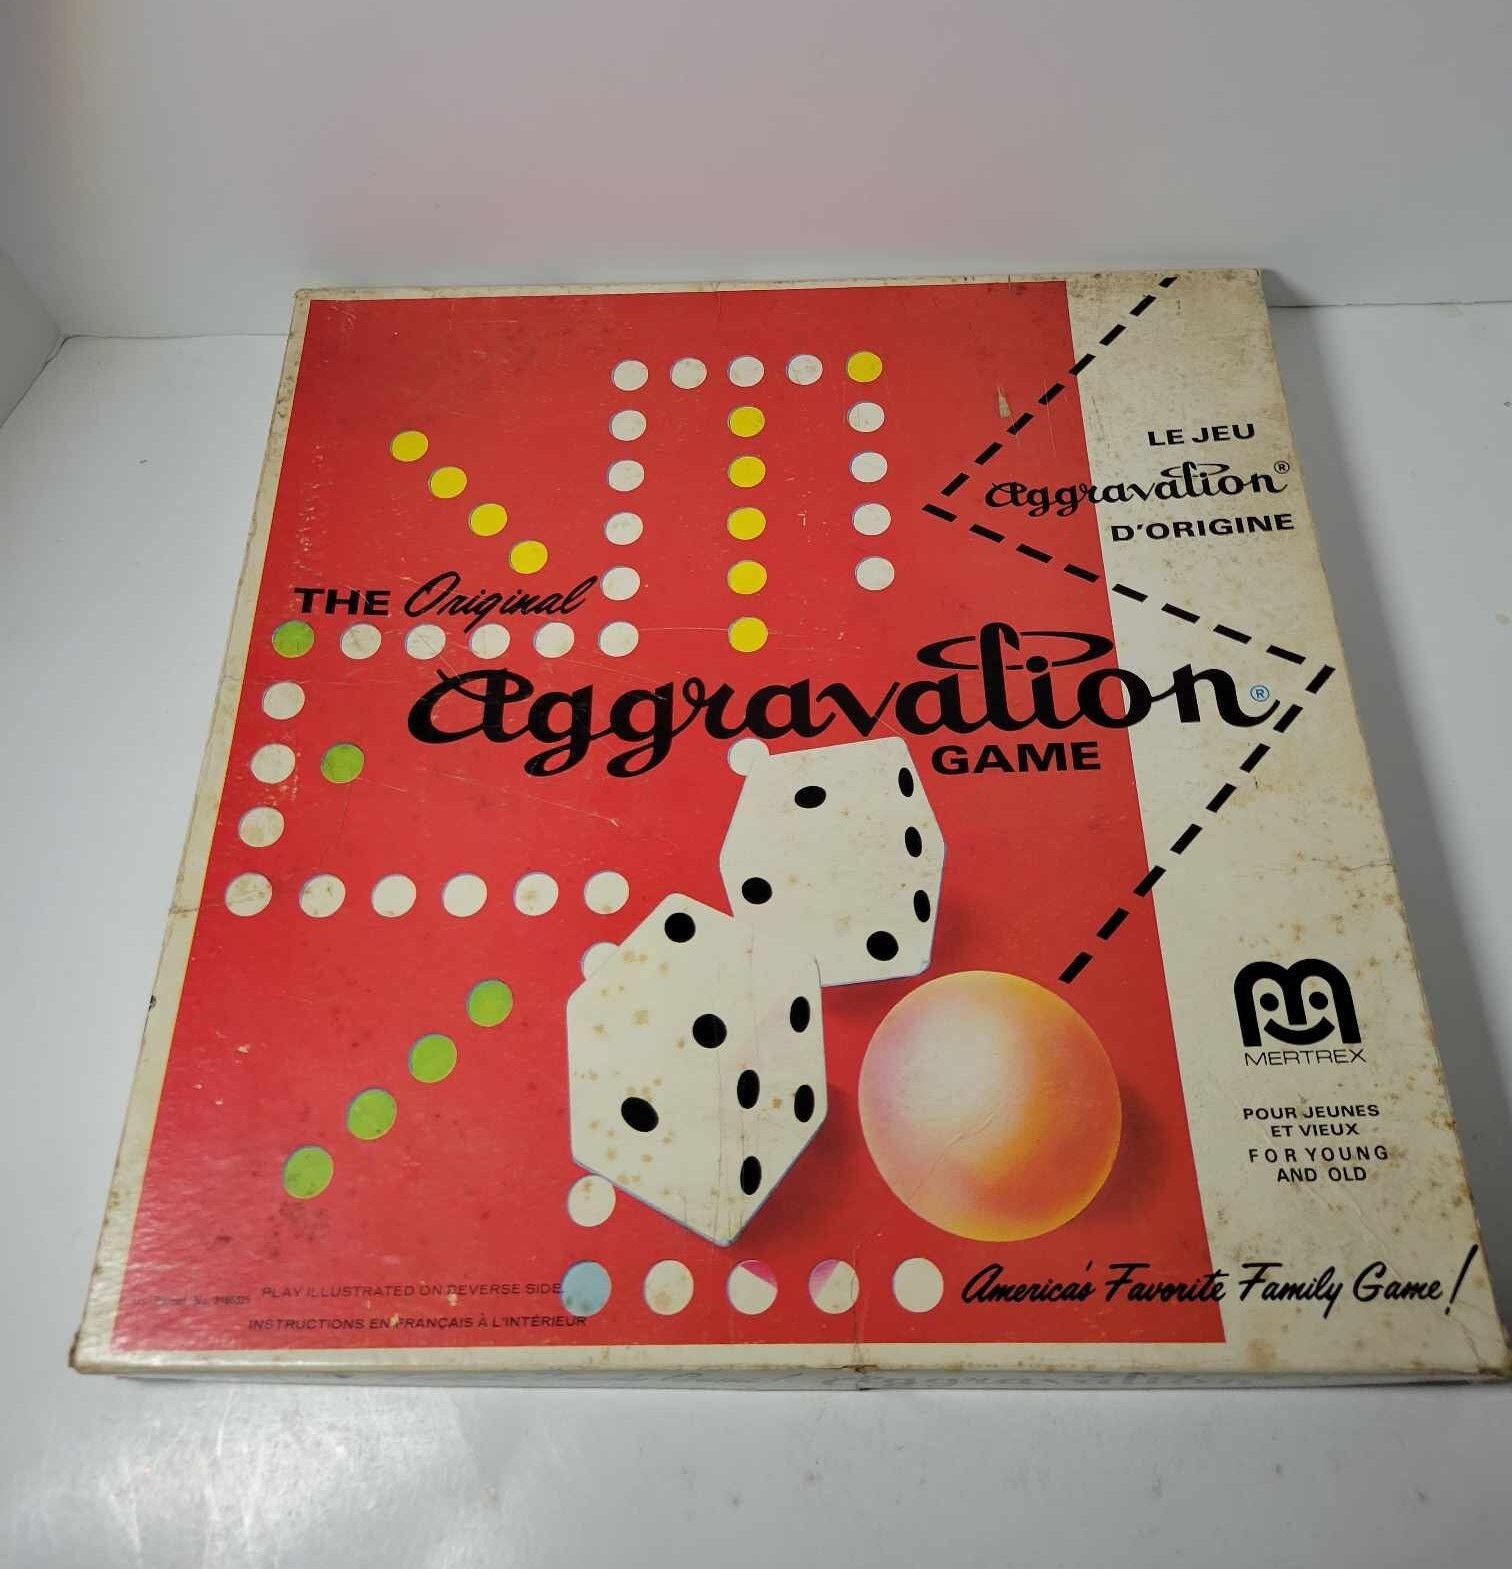 LE JEU
Aggravation®
D'ORIGINE
THE Original
Aggravation®
GAME
MERTREX
POUR JEUNES
ET VIEUX
FOR YOUNG
AND OLD
America's Favorite Family Game!
PLAY ILLUSTRATED ON REVERSE SIDE
INSTRUCTIONS EN FRANÇAIS À L'INTÉRIEUR